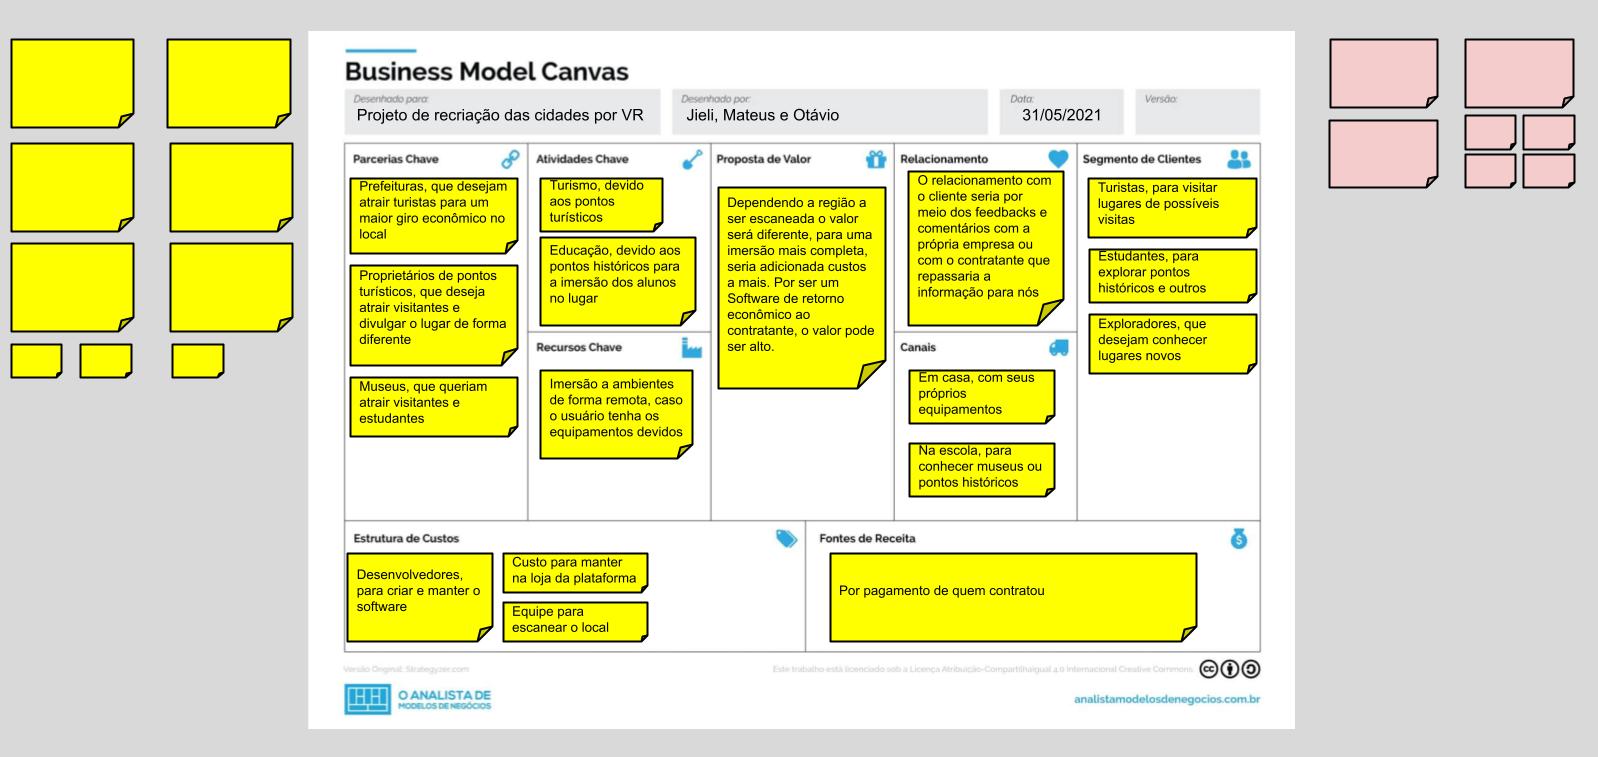 Business Model Canvas
Desenhado para:
Projeto de recriação das cidades por VR
Desenhado por:
Jieli, Mateus e Otávio
Data:
31/05/2021
Versão:
Parcerias Chave
Prefeituras, que desejam
atrair turistas para um
maior giro econômico no
local
Proprietários de pontos
turísticos, que deseja
atrair visitantes e
divulgar o lugar de forma
diferente
Museus, que queriam
atrair visitantes e
estudantes
Atividades Chave
Turismo, devido
aos pontos
turísticos
Educação, devido aos
pontos históricos para
a imersão dos alunos
no lugar
Recursos Chave
Imersão a ambientes
de forma remota, caso
o usuário tenha os
equipamentos devidos
Proposta de Valor
Dependendo a região a
ser escaneada o valor
será diferente, para uma
imersão mais completa,
seria adicionada custos
a mais. Por ser um
Software de retorno
econômico ao
contratante, o valor pode
ser alto.
Relacionamento
O relacionamento com
o cliente seria por
meio dos feedbacks e
comentários com a
própria empresa ou
com o contratante que
repassaria a
informação para nós
Canais
Em casa, com seus
próprios
equipamentos
Na escola, para
conhecer museus ou
pontos históricos
Segmento de Clientes
Turistas, para visitar
lugares de possíveis
visitas
Estudantes, para
explorar pontos
históricos e outros
Exploradores, que
desejam conhecer
lugares novos
Estrutura de Custos
Desenvolvedores,
para criar e manter o
software
Custo para manter
na loja da plataforma
Equipe para
escanear o local
Fontes de Receita
Por pagamento de quem contratou
Versão Original: Strategyzer.com
Este trabalho está licenciado sob a Licença Atribuição-CompartilhaIgual 4.0 Internacional Creative Commons.
O ANALISTA DE
MODELOS DE NEGÓCIOS
analistamodelosdenegocios.com.br